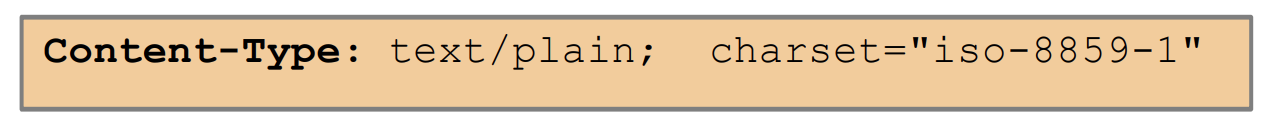 Content-Type: text/plain;  charset="iso-8859-1"